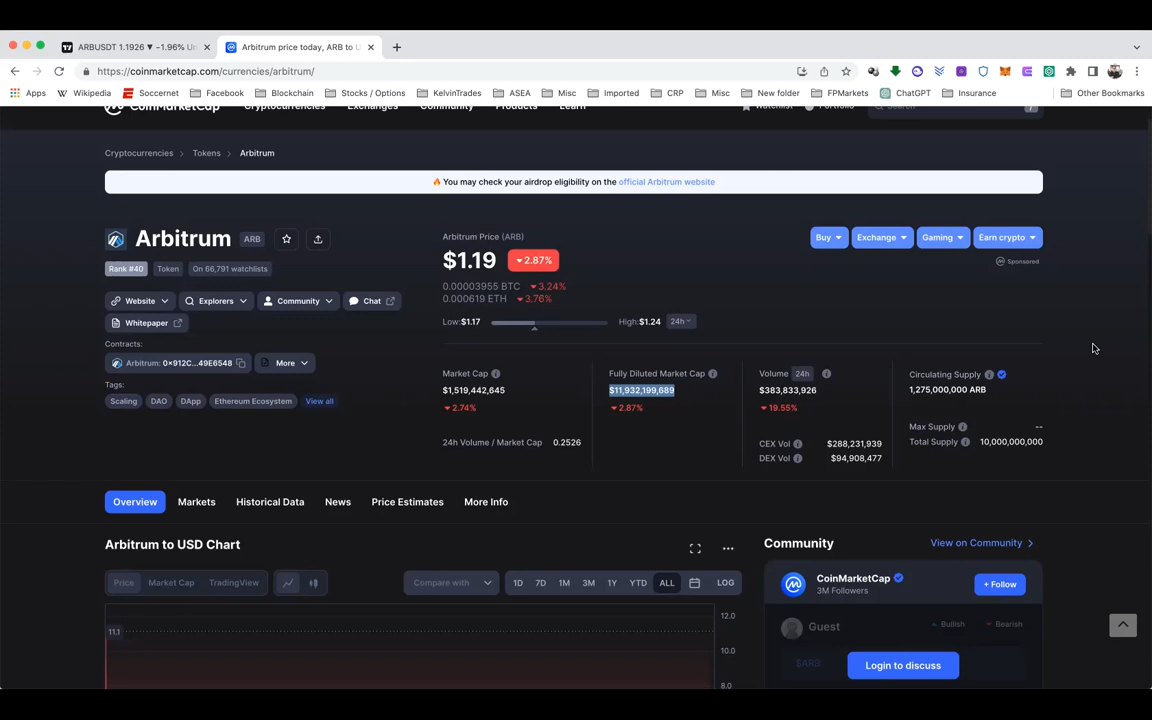 ARBUSDT 1.1926 ▼ −1.96% Un
Arbitrum price today, ARB to U
https://coinmarketcap.com/currencies/arbitrum/
Apps
Wikipedia
Soccernet
Facebook
Blockchain
Stocks / Options
KelvinTrades
ASEA
Misc
Imported
CRP
Misc
New folder
FPMarkets
ChatGPT
Insurance
Other Bookmarks
CoinMarketCap
Cryptocurrencies
Exchanges
Community
Products
Learn
Watchlist
Portfolio
Search
/
Cryptocurrencies > Tokens > Arbitrum
🔥 You may check your airdrop eligibility on the official Arbitrum website
Arbitrum ARB
Rank #40
Token
On 66,791 watchlists
Website
Explorers
Community
Chat
Whitepaper
Contracts:
Arbitrum: 0x912C...49E6548
More
Tags:
Scaling
DAO
DApp
Ethereum Ecosystem
View all
Arbitrum Price (ARB)
$1.19 ▼2.87%
0.00003955 BTC ▼3.24%
0.000619 ETH ▼3.76%
Low: $1.17
High: $1.24
24h
Buy
Exchange
Gaming
Earn crypto
Sponsored
Market Cap
$1,519,442,645
▼2.74%
24h Volume / Market Cap 0.2526
Fully Diluted Market Cap
$11,932,199,689
▼2.87%
Volume 24h
$383,833,926
▼19.55%
CEX Vol $288,231,939
DEX Vol $94,908,477
Circulating Supply
1,275,000,000 ARB
Max Supply --
Total Supply 10,000,000,000
Overview
Markets
Historical Data
News
Price Estimates
More Info
Arbitrum to USD Chart
Price
Market Cap
TradingView
Compare with
1D
7D
1M
3M
1Y
YTD
ALL
LOG
11.1
12.0
10.0
8.0
Community
View on Community >
CoinMarketCap
3M Followers
+ Follow
Guest
Bullish
Bearish
$ARB
Login to discuss